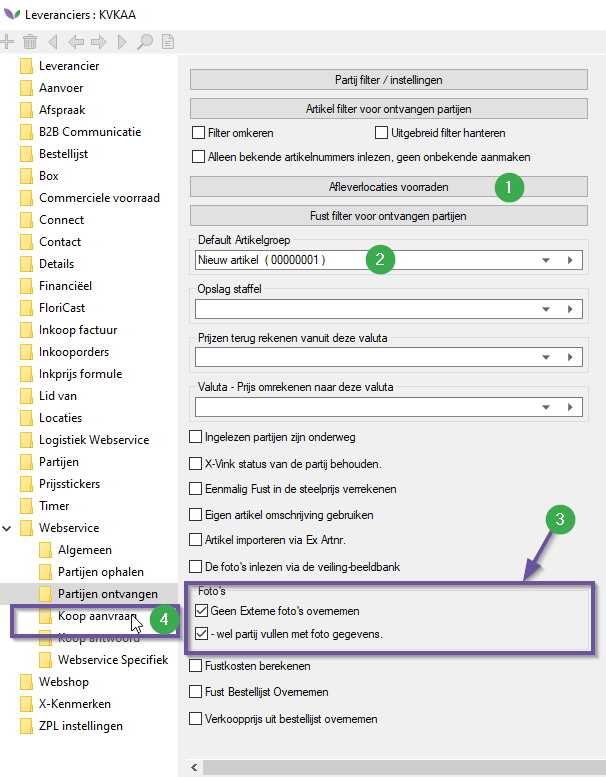 Leveranciers : KVKAA
Leverancier
Aanvoer
Afspraak
B2B Communicatie
Bestellijst
Box
Commerciele voorraad
Connect
Contact
Details
Financiëel
FloriCast
Inkoop factuur
Inkooporders
Inkprijs formule
Lid van
Locaties
Logistiek Webservice
Partijen
Prijsstickers
Timer
Webservice
Algemeen
Partijen ophalen
Partijen ontvangen
Koop aanvraag
4
Koop antwoord
Webservice Specifiek
Webshop
X-Kenmerken
ZPL instellingen
Partij filter / instellingen
Artikel filter voor ontvangen partijen
Filter omkeren
Uitgebreid filter hanteren
Alleen bekende artikelnummers inlezen, geen onbekende aanmaken
Afleverlocaties voorraden
1
Fust filter voor ontvangen partijen
Default Artikelgroep
Nieuw artikel ( 00000001 )
2
Opslag staffel
Prijzen terug rekenen vanuit deze valuta
Valuta - Prijs omrekenen naar deze valuta
Ingelezen partijen zijn onderweg
X-Vink status van de partij behouden.
Eenmalig Fust in de steelprijs verrekenen
Eigen artikel omschrijving gebruiken
3
Artikel importeren via Ex Artnr.
De foto's inlezen via de veiling-beeldbank
Foto's
Geen Externe foto's overnemen
- wel partij vullen met foto gegevens.
Fustkosten berekenen
Fust Bestellijst Overnemen
Verkoopprijs uit bestellijst overnemen